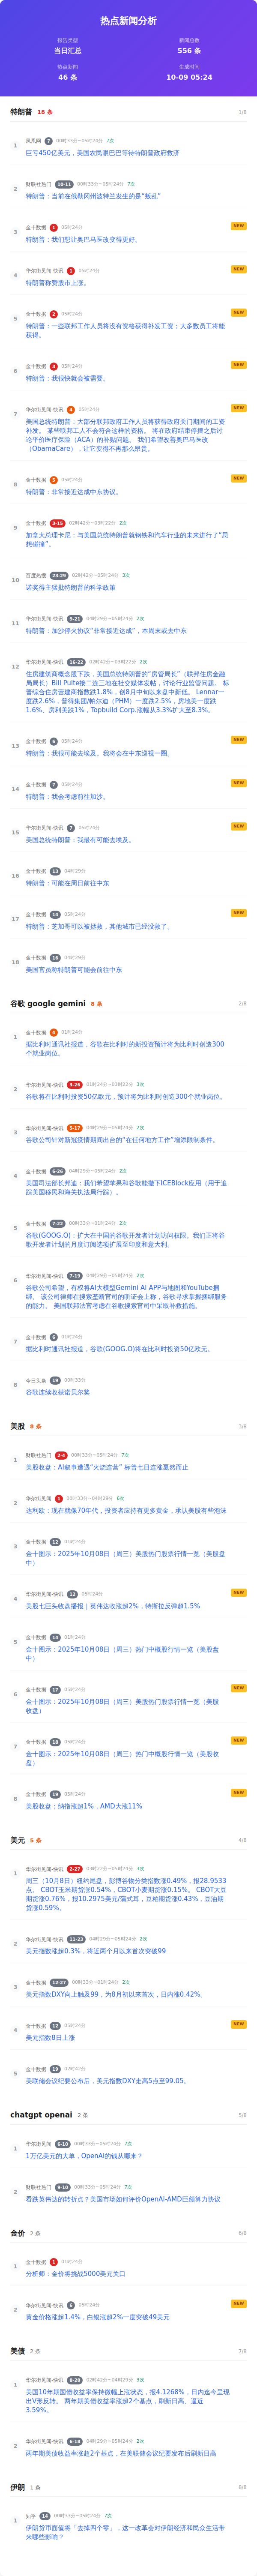 热点新闻分析
报告类型
当日汇总
新闻总数
556 条
热点新闻
46 条
生成时间
10-09 05:24
特朗普 18 条
1/8
1
凤凰网 7 00时33分~05时24分 7次
巨亏450亿美元，美国农民眼巴巴等待特朗普政府救济
2
财联社热门 10-11 00时33分~05时24分 7次
特朗普：当前在俄勒冈波特兰发生的是“叛乱”
3
金十数据 1 05时24分
NEW
特朗普：我们想让奥巴马医改变得更好。
4
华尔街见闻-快讯 1 05时24分
NEW
特朗普称赞股市上涨。
5
金十数据 2 05时24分
NEW
特朗普：一些联邦工作人员将没有资格获得补发工资；大多数员工将能
获得。
6
金十数据 3 05时24分
NEW
特朗普：我很快就会被需要。
7
华尔街见闻-快讯 4 05时24分
NEW
美国总统特朗普：大部分联邦政府工作人员将获得政府关门期间的工资
补发。 某些联邦工人不会符合这样的资格。 将在政府结束停摆之后讨
论平价医疗保险（ACA）的补贴问题。 我们希望改善奥巴马医改
（ObamaCare），让它变得不再那么昂贵。
8
金十数据 5 05时24分
NEW
特朗普：非常接近达成中东协议。
9
金十数据 3-15 02时42分~03时22分 2次
加拿大总理卡尼：与美国总统特朗普就钢铁和汽车行业的未来进行了“思
想碰撞”。
10
百度热搜 23-29 02时42分~05时24分 3次
诺奖得主猛批特朗普的科学政策
11
华尔街见闻-快讯 9-21 04时29分~05时24分 2次
特朗普：加沙停火协议“非常接近达成”，本周末或去中东
12
华尔街见闻-快讯 16-22 02时42分~03时22分 2次
住房建筑商概念股下跌，美国总统特朗普的“房管局长”（联邦住房金融
局局长）Bill Pulte接二连三地在社交媒体发帖，讨论行业监管问题。 标
普综合住房营建商指数跌1.8%，创8月中旬以来盘中新低。 Lennar一
度跌2.6%，普得集团/帕尔迪（PHM）一度跌2.5%，房地美一度跌
1.6%、房利美跌1%，Topbuild Corp.涨幅从3.3%扩大至8.3%。
13
金十数据 6 05时24分
NEW
特朗普：我很可能去埃及。我将会在中东巡视一圈。
14
金十数据 7 05时24分
NEW
特朗普：我会考虑前往加沙。
15
华尔街见闻-快讯 7 05时24分
NEW
美国总统特朗普：我最有可能去埃及。
16
金十数据 13 04时29分
特朗普：可能在周日前往中东
17
金十数据 14 05时24分
NEW
特朗普：芝加哥可以被拯救，其他城市已经没救了。
18
金十数据 16 04时29分
美国官员称特朗普可能会前往中东
谷歌 google gemini 8 条
2/8
1
金十数据 4 01时24分
据比利时通讯社报道，谷歌在比利时的新投资预计将为比利时创造300
个就业岗位。
2
华尔街见闻-快讯 3-26 01时24分~03时22分 3次
谷歌将在比利时投资50亿欧元，预计将为比利时创造300个就业岗位。
3
华尔街见闻-快讯 5-17 04时29分~05时24分 2次
谷歌公司针对新冠疫情期间出台的“在任何地方工作”增添限制条件。
4
金十数据 6-26 04时29分~05时24分 2次
美国司法部长邦迪：我们希望苹果和谷歌能撤下ICEBlock应用（用于追
踪美国移民和海关执法局行踪）。
5
金十数据 7-22 00时33分~01时24分 2次
谷歌(GOOG.O)：扩大在中国的谷歌开发者计划访问权限。我们正将谷
歌开发者计划的月度订阅选项扩展至印度和意大利。
6
华尔街见闻-快讯 7-19 04时29分~05时24分 2次
谷歌公司希望，有权将AI大模型Gemini AI APP与地图和YouTube捆
绑。 该公司律师在搜索垄断官司的听证会上称，谷歌寻求掌握捆绑服务
的能力。 美国联邦法官考虑在谷歌搜索官司中采取补救措施。
7
金十数据 6 01时24分
据比利时通讯社报道，谷歌(GOOG.O)将在比利时投资50亿欧元。
8
今日头条 19 00时33分
谷歌连续收获诺贝尔奖
美股 8 条
3/8
1
财联社热门 2-4 00时33分~05时24分 7次
美股收盘：AI叙事遭遇“火烧连营” 标普七日连涨戛然而止
2
华尔街见闻 1 00时33分~04时29分 6次
达利欧：现在就像70年代，投资者应持有更多黄金，承认美股有些泡沫
3
金十数据 12 01时24分
金十图示：2025年10月08日（周三）美股热门股票行情一览（美股盘
中）
4
华尔街见闻-快讯 12 05时24分
NEW
美股七巨头收盘播报｜英伟达收涨超2%，特斯拉反弹超1.5%
5
金十数据 14 01时24分
金十图示：2025年10月08日（周三）热门中概股行情一览（美股盘
中）
6
金十数据 17 05时24分
NEW
金十图示：2025年10月08日（周三）美股热门股票行情一览（美股
收盘）
7
金十数据 18 05时24分
NEW
金十图示：2025年10月08日（周三）热门中概股行情一览（美股收
盘）
8
金十数据 19 05时24分
NEW
美股收盘：纳指涨超1%，AMD大涨11%
美元 5 条
4/8
1
华尔街见闻-快讯 2-27 03时22分~05时24分 3次
周三（10月8日）纽约尾盘，彭博谷物分类指数涨0.49%，报28.9533
点。 CBOT玉米期货涨0.54%，CBOT小麦期货涨0.15%。 CBOT大豆
期货涨0.76%，报10.2975美元/蒲式耳，豆粕期货涨0.43%，豆油期
货涨0.59%。
2
华尔街见闻-快讯 11-23 04时29分~05时24分 2次
美元指数涨超0.3%，将近两个月以来首次突破99
3
金十数据 12-27 00时33分~01时24分 2次
美元指数DXY向上触及99，为8月初以来首次，日内涨0.42%。
4
金十数据 12 05时24分
NEW
美元指数8日上涨
5
金十数据 29 02时42分
美联储会议纪要公布后，美元指数DXY走高5点至99.05。
chatgpt openai 2 条
5/8
1
华尔街见闻 6-10 00时33分~05时24分 7次
1万亿美元的大单，OpenAI的钱从哪来？
2
财联社热门 9-10 00时33分~05时24分 7次
看跌英伟达的转折点？美国市场如何评价OpenAI-AMD巨额算力协议
金价 2 条
6/8
1
金十数据 1 01时24分
分析师：金价将挑战5000美元关口
2
华尔街见闻-快讯 6 05时24分
NEW
黄金价格涨超1.4%，白银涨超2%一度突破49美元
美债 2 条
7/8
1
华尔街见闻-快讯 8-28 02时42分~04时29分 3次
美国10年期国债收益率保持微幅上涨状态，报4.1268%，日内迄今呈现
出V形反转。 两年期美债收益率涨超2个基点，刷新日高、逼近
3.59%。
2
华尔街见闻-快讯 6-18 04时29分~05时24分 2次
两年期美债收益率涨超2个基点，在美联储会议纪要发布后刷新日高
伊朗 1 条
8/8
1
知乎 14 00时33分~05时24分 7次
伊朗货币面值将「去掉四个零」，这一改革会对伊朗经济和民众生活带
来哪些影响？